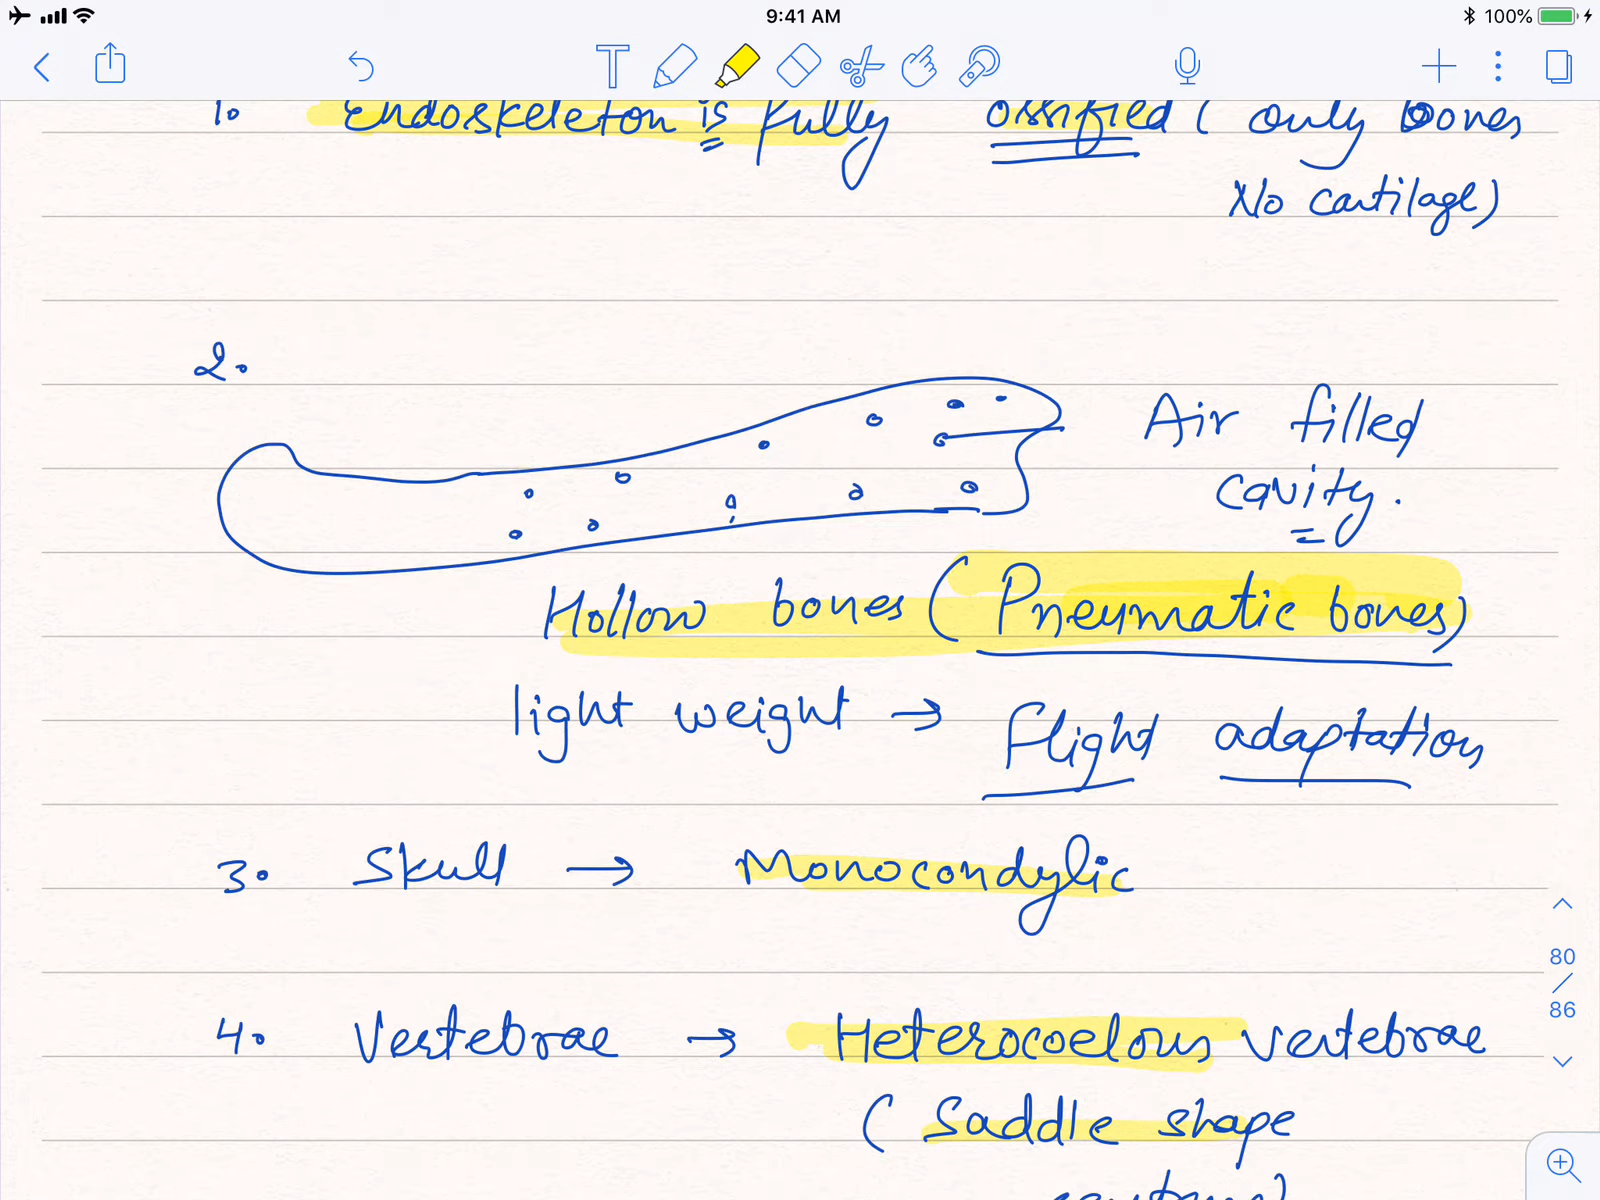 9:41 AM
100%
T
1. Endoskeleton is fully ossified ( only bones
No cartilage)
2.
Air filled
cavity.
Hollow bones (Pneumatic bones)
light weight → Flight adaptation
3. Skull → Monocondylic
4. Vertebrae → Heterocoelous vertebrae
( Saddle shape
80
/
86